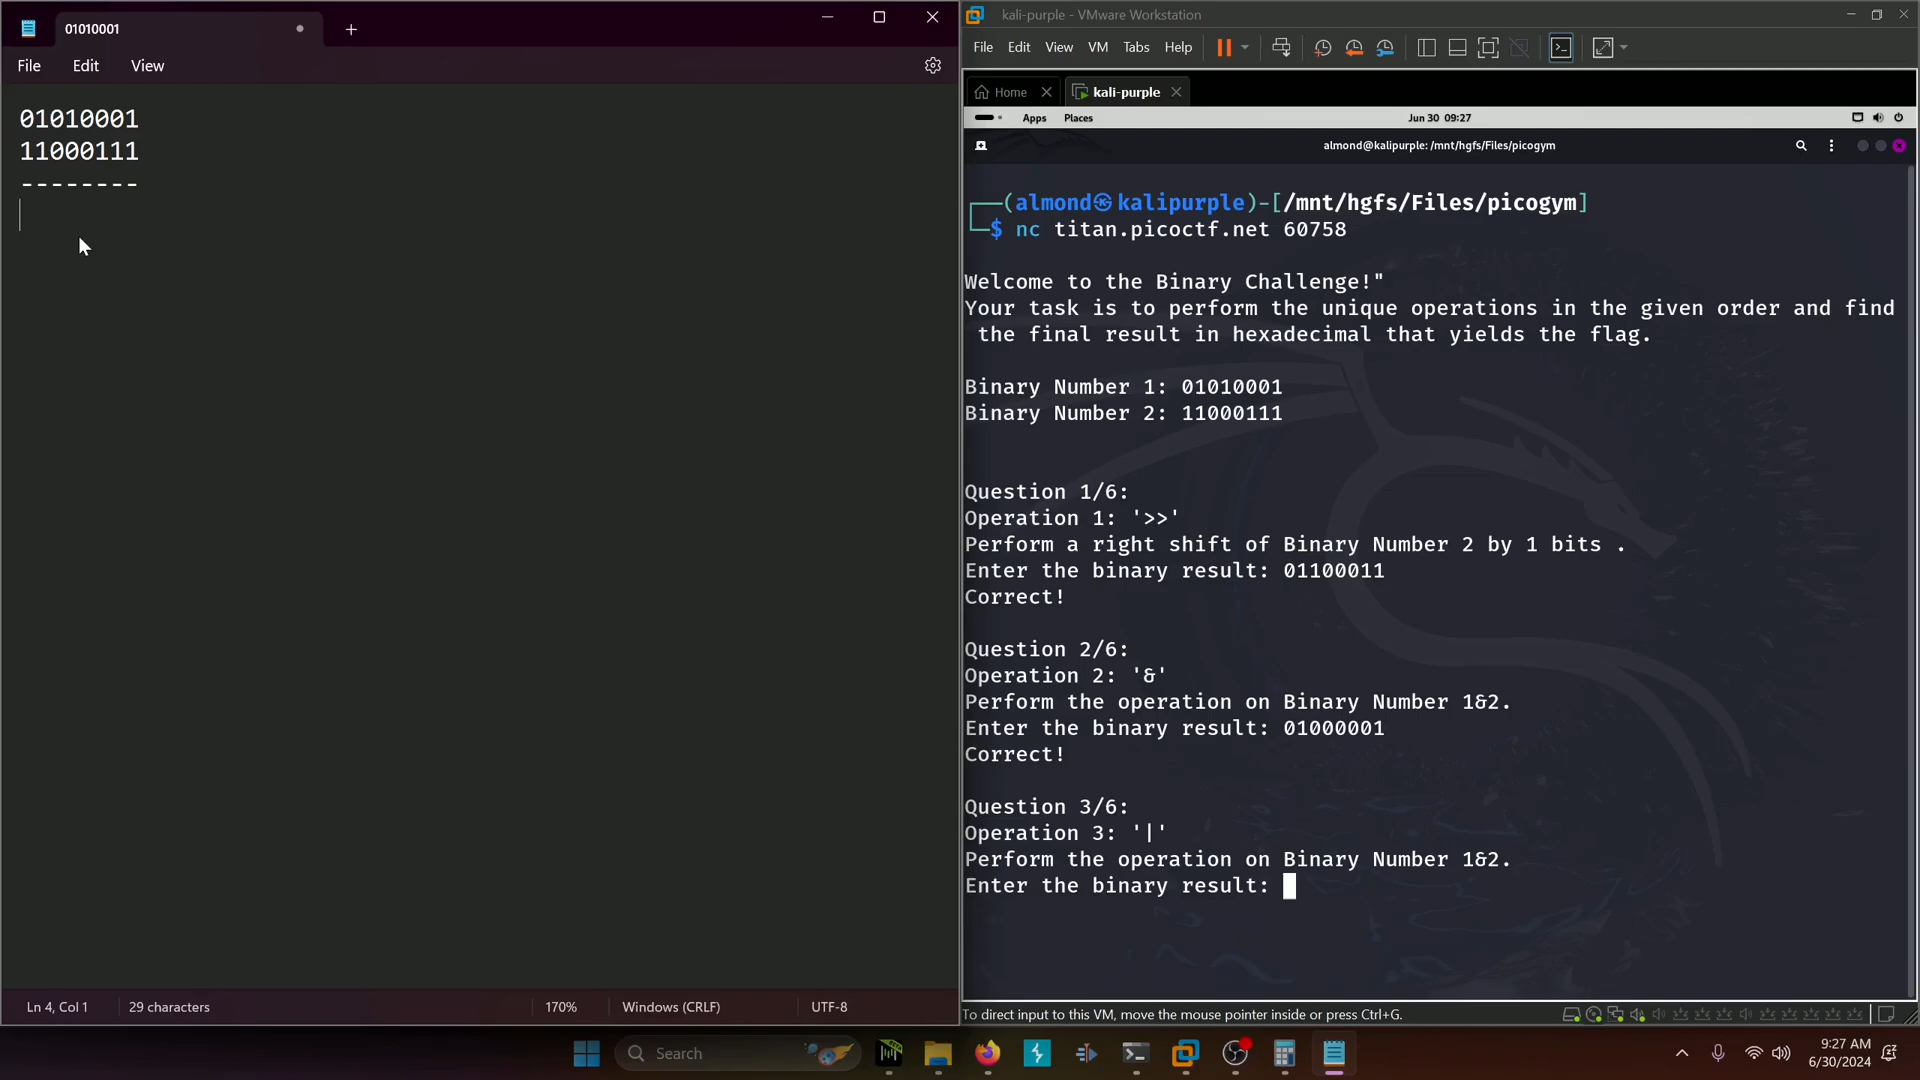 01010001
File Edit View
01010001
11000111
--------
Ln 4, Col 1 29 characters 170% Windows (CRLF) UTF-8
kali-purple - VMware Workstation
File Edit View VM Tabs Help
Home kali-purple
Apps Places Jun 30 09:27
almond@kalipurple: /mnt/hgfs/Files/picogym
(almond㉿kalipurple)-[/mnt/hgfs/Files/picogym]
$ nc titan.picoctf.net 60758
Welcome to the Binary Challenge!"
Your task is to perform the unique operations in the given order and find
the final result in hexadecimal that yields the flag.
Binary Number 1: 01010001
Binary Number 2: 11000111
Question 1/6:
Operation 1: '>>'
Perform a right shift of Binary Number 2 by 1 bits .
Enter the binary result: 01100011
Correct!
Question 2/6:
Operation 2: '&'
Perform the operation on Binary Number 1&2.
Enter the binary result: 01000001
Correct!
Question 3/6:
Operation 3: '|'
Perform the operation on Binary Number 1&2.
Enter the binary result:
To direct input to this VM, move the mouse pointer inside or press Ctrl+G.
Search
9:27 AM
6/30/2024